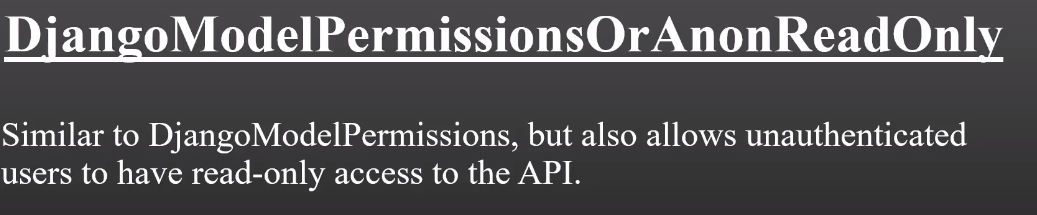 DjangoModelPermissionsOrAnonReadOnly
Similar to DjangoModelPermissions, but also allows unauthenticated
users to have read-only access to the API.